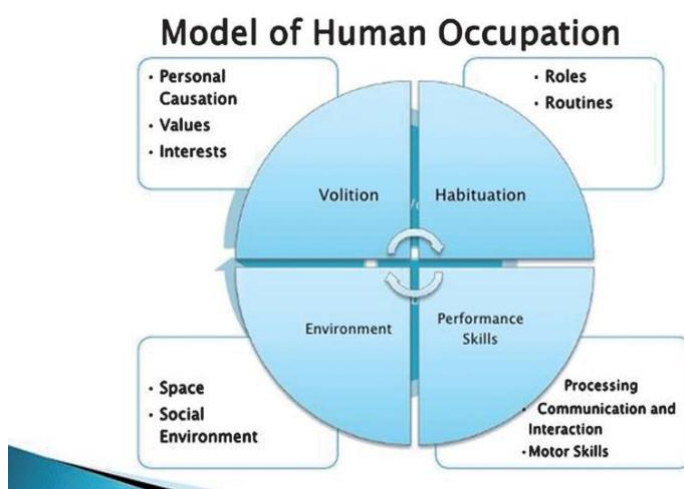 Model of Human Occupation
• Personal
Causation
• Values
• Interests
• Roles
• Routines
Volition
Habituation
Environment
Performance
Skills
• Space
• Social
Environment
Processing
• Communication and
Interaction
• Motor Skills